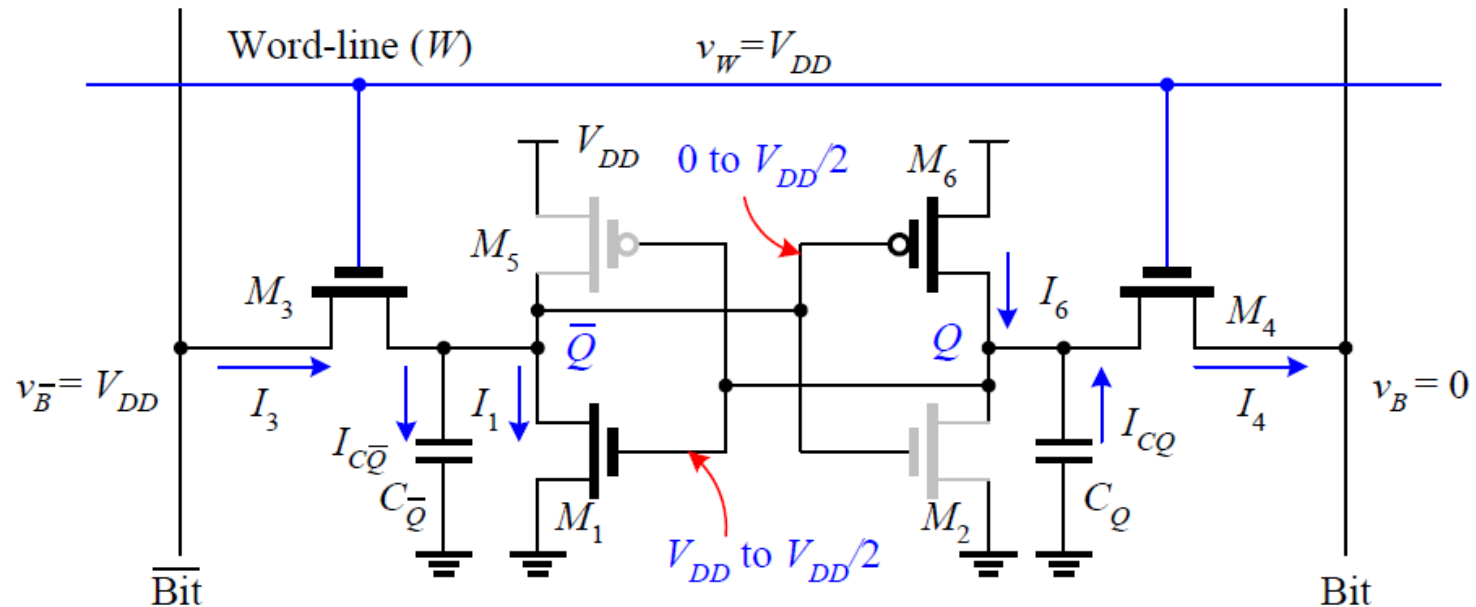 Word-line (W)
v_W=V_DD
V_DD
0 to V_DD/2
M_6
M_5
M_3
I_6
M_4
Q̅
Q
v_B̅= V_DD
I_3
I_1
I_4
v_B = 0
I_CQ̅
I_CQ
C_Q̅
M_1
M_2
C_Q
V_DD to V_DD/2
B̅i̅t̅
Bit